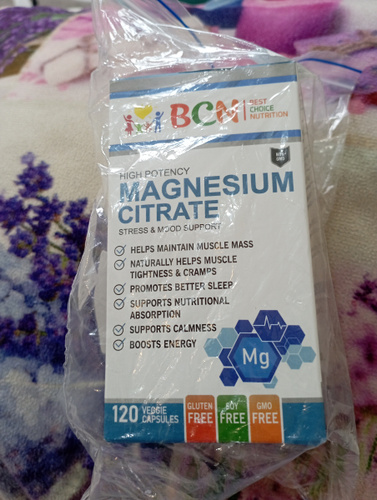 BCN
BEST
CHOICE
NUTRITION
HIGH POTENCY
MAGNESIUM
CITRATE
STRESS & MOOD SUPPORT
HELPS MAINTAIN MUSCLE MASS
NATURALLY HELPS MUSCLE
TIGHTNESS & CRAMPS
PROMOTES BETTER SLEEP
SUPPORTS NUTRITIONAL
ABSORPTION
SUPPORTS CALMNESS
BOOSTS ENERGY
Mg
120 VEGGIE
CAPSULES
GLUTEN
FREE
SOY
FREE
GMO
FREE